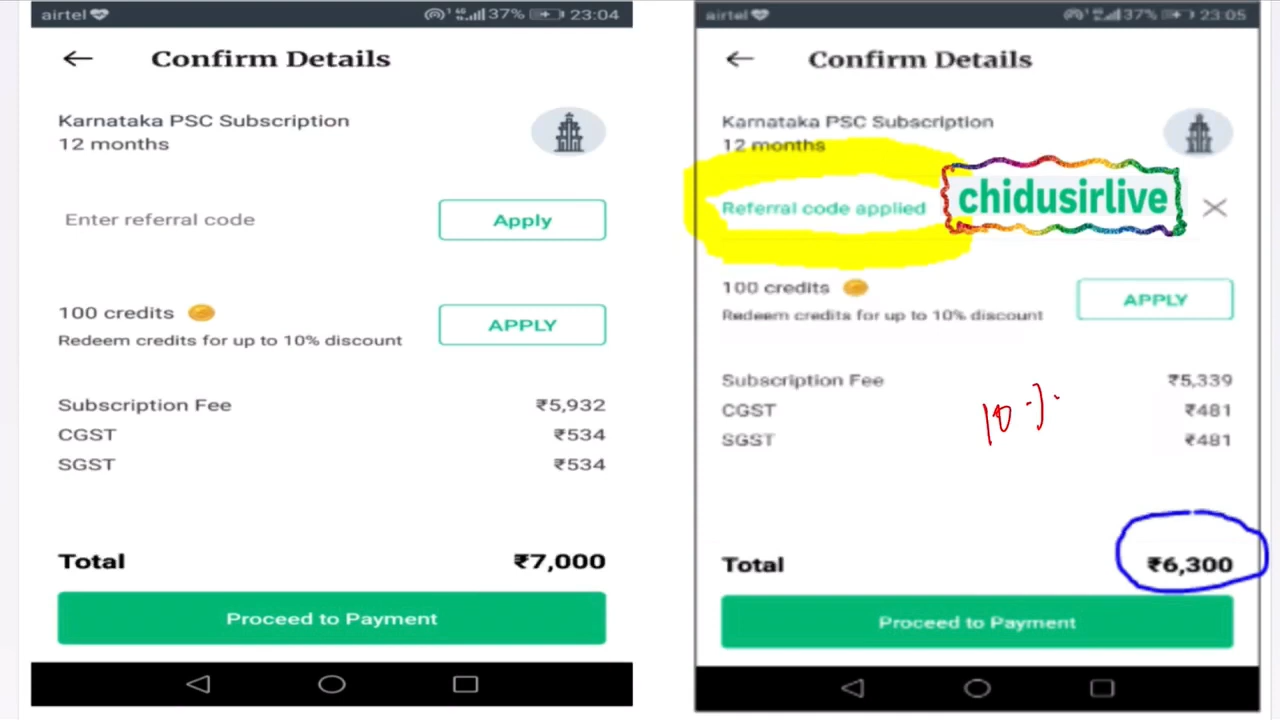 airtel 37% 23:04
Confirm Details
Karnataka PSC Subscription
12 months
Enter referral code Apply
100 credits APPLY
Redeem credits for up to 10% discount
Subscription Fee ₹5,932
CGST ₹534
SGST ₹534
Total ₹7,000
Proceed to Payment
airtel 37% 23:05
Confirm Details
Karnataka PSC Subscription
12 months
Referral code applied chidusirlive
100 credits APPLY
Redeem credits for up to 10% discount
Subscription Fee ₹5,339
CGST ₹481
10%
SGST ₹481
Total ₹6,300
Proceed to Payment